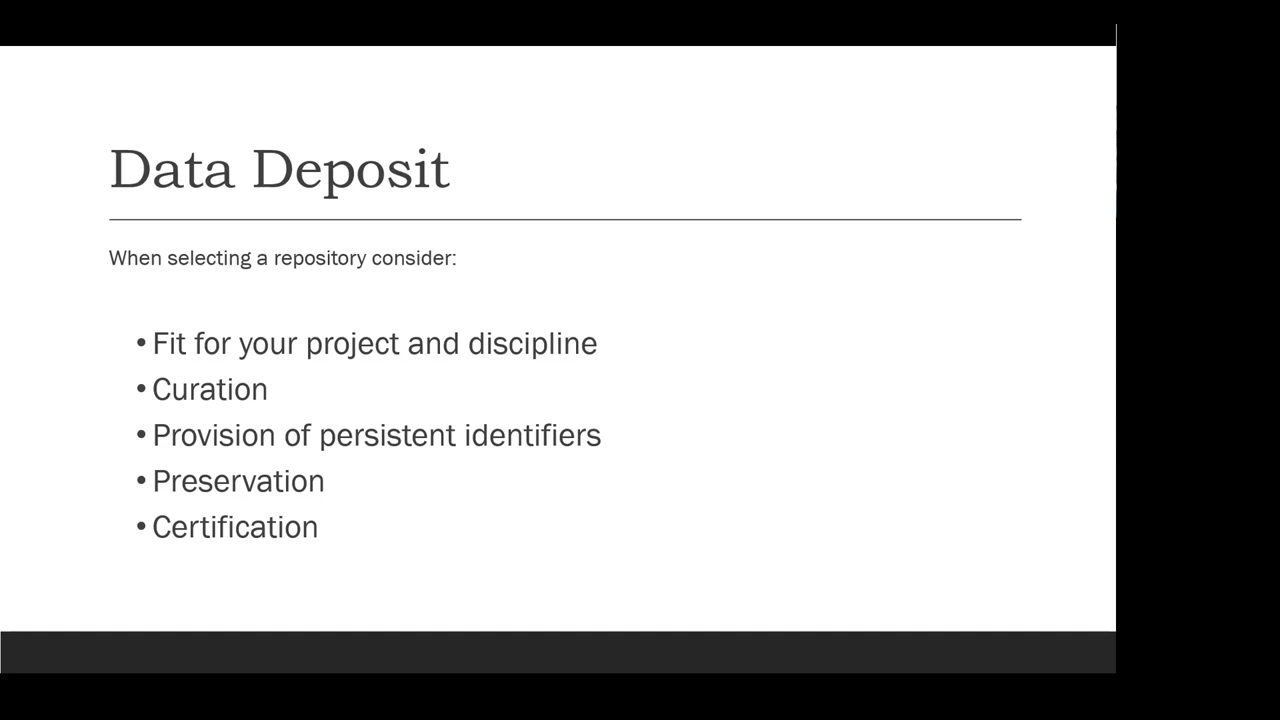 Data Deposit
When selecting a repository consider:
• Fit for your project and discipline
• Curation
• Provision of persistent identifiers
• Preservation
• Certification